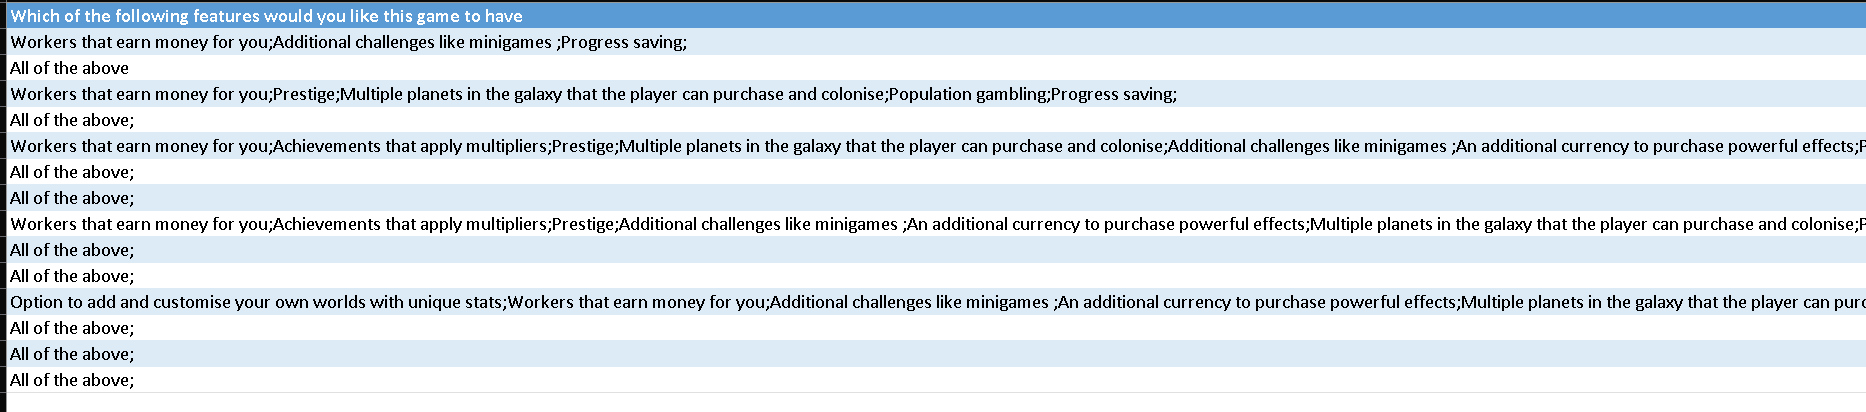 Which of the following features would you like this game to have
Workers that earn money for you;Additional challenges like minigames ;Progress saving;
All of the above
Workers that earn money for you;Prestige;Multiple planets in the galaxy that the player can purchase and colonise;Population gambling;Progress saving;
All of the above;
Workers that earn money for you;Achievements that apply multipliers;Prestige;Multiple planets in the galaxy that the player can purchase and colonise;Additional challenges like minigames ;An additional currency to purchase powerful effects;P
All of the above;
All of the above;
Workers that earn money for you;Achievements that apply multipliers;Prestige;Additional challenges like minigames ;An additional currency to purchase powerful effects;Multiple planets in the galaxy that the player can purchase and colonise;P
All of the above;
All of the above;
Option to add and customise your own worlds with unique stats;Workers that earn money for you;Additional challenges like minigames ;An additional currency to purchase powerful effects;Multiple planets in the galaxy that the player can purc
All of the above;
All of the above;
All of the above;